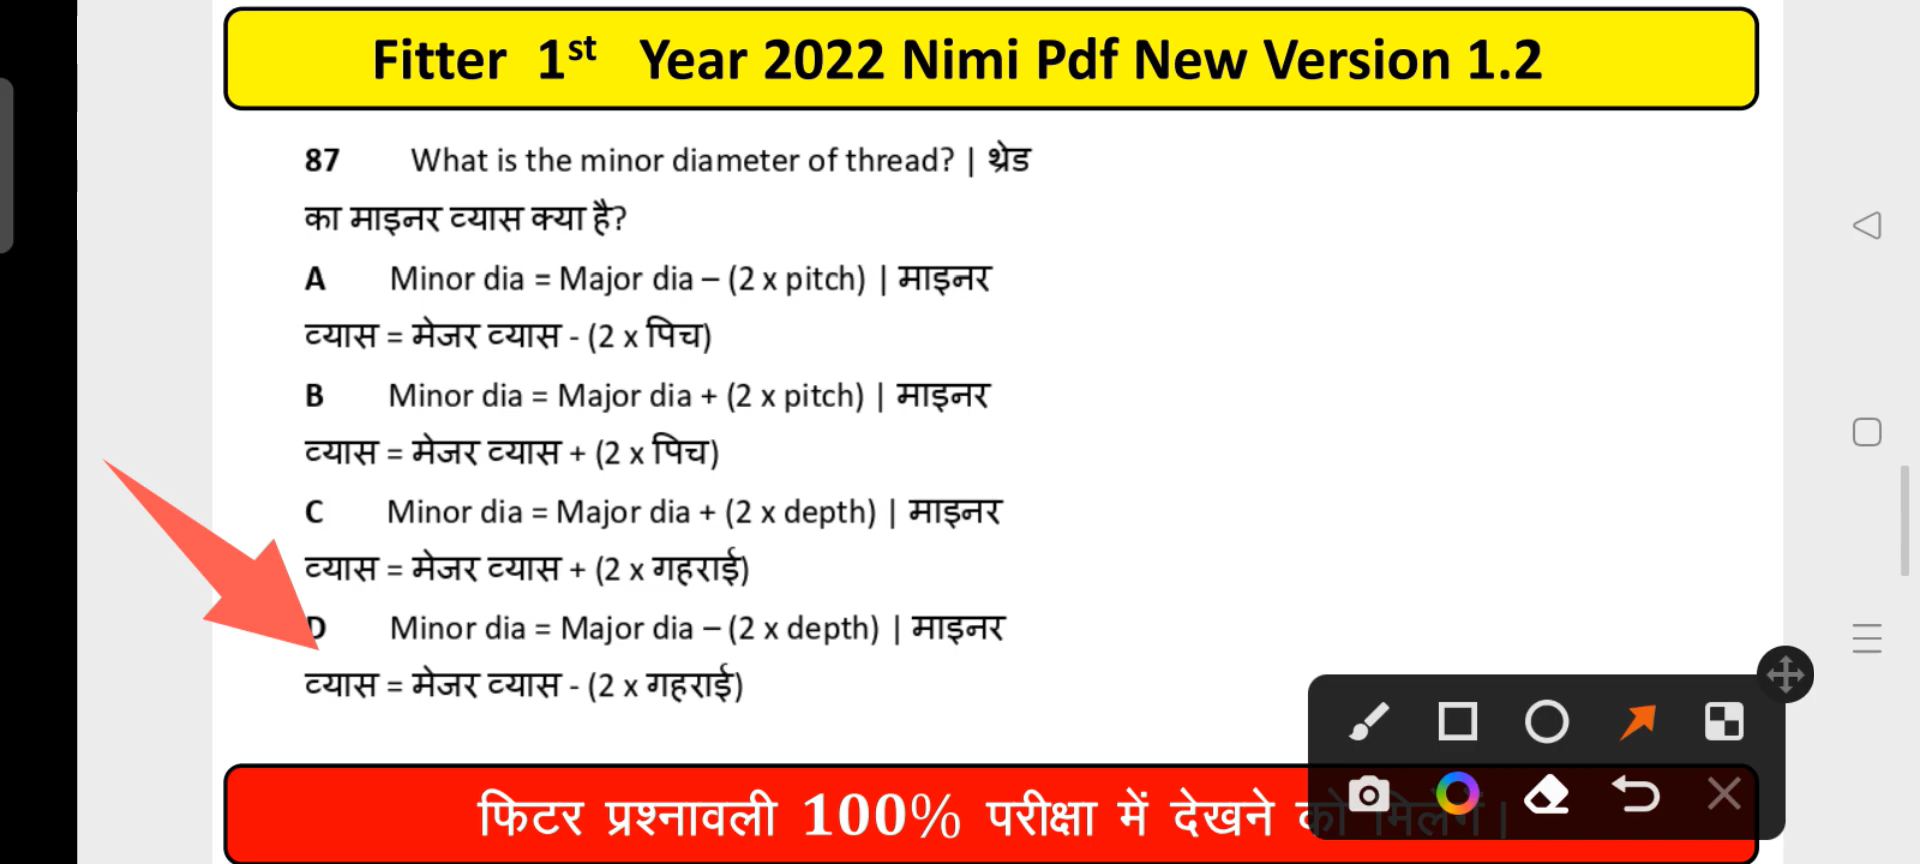 Fitter 1st Year 2022 Nimi Pdf New Version 1.2
87 What is the minor diameter of thread? | थ्रेड
का माइनर व्यास क्या है?
A Minor dia = Major dia – (2 x pitch) | माइनर
व्यास = मेजर व्यास - (2 x पिच)
B Minor dia = Major dia + (2 x pitch) | माइनर
व्यास = मेजर व्यास + (2 x पिच)
C Minor dia = Major dia + (2 x depth) | माइनर
व्यास = मेजर व्यास + (2 x गहराई)
D Minor dia = Major dia – (2 x depth) | माइनर
व्यास = मेजर व्यास - (2 x गहराई)
फिटर प्रश्नावली 100% परीक्षा में देखने को मिलेंगे |